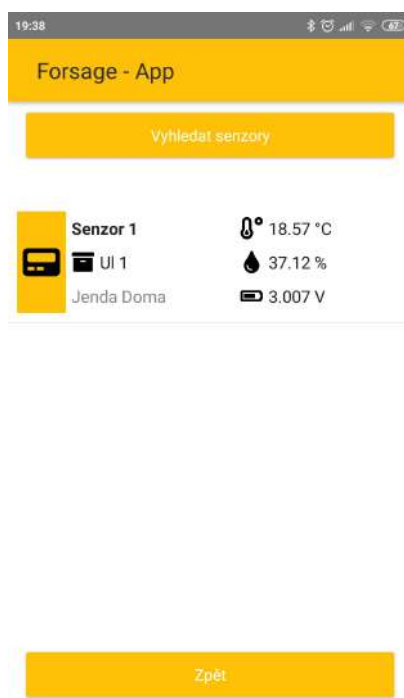 19:38
67
Forsage - App
Vyhledat senzory
Senzor 1
18.57 °C
Ul 1
37.12 %
Jenda Doma
3.007 V
Zpět